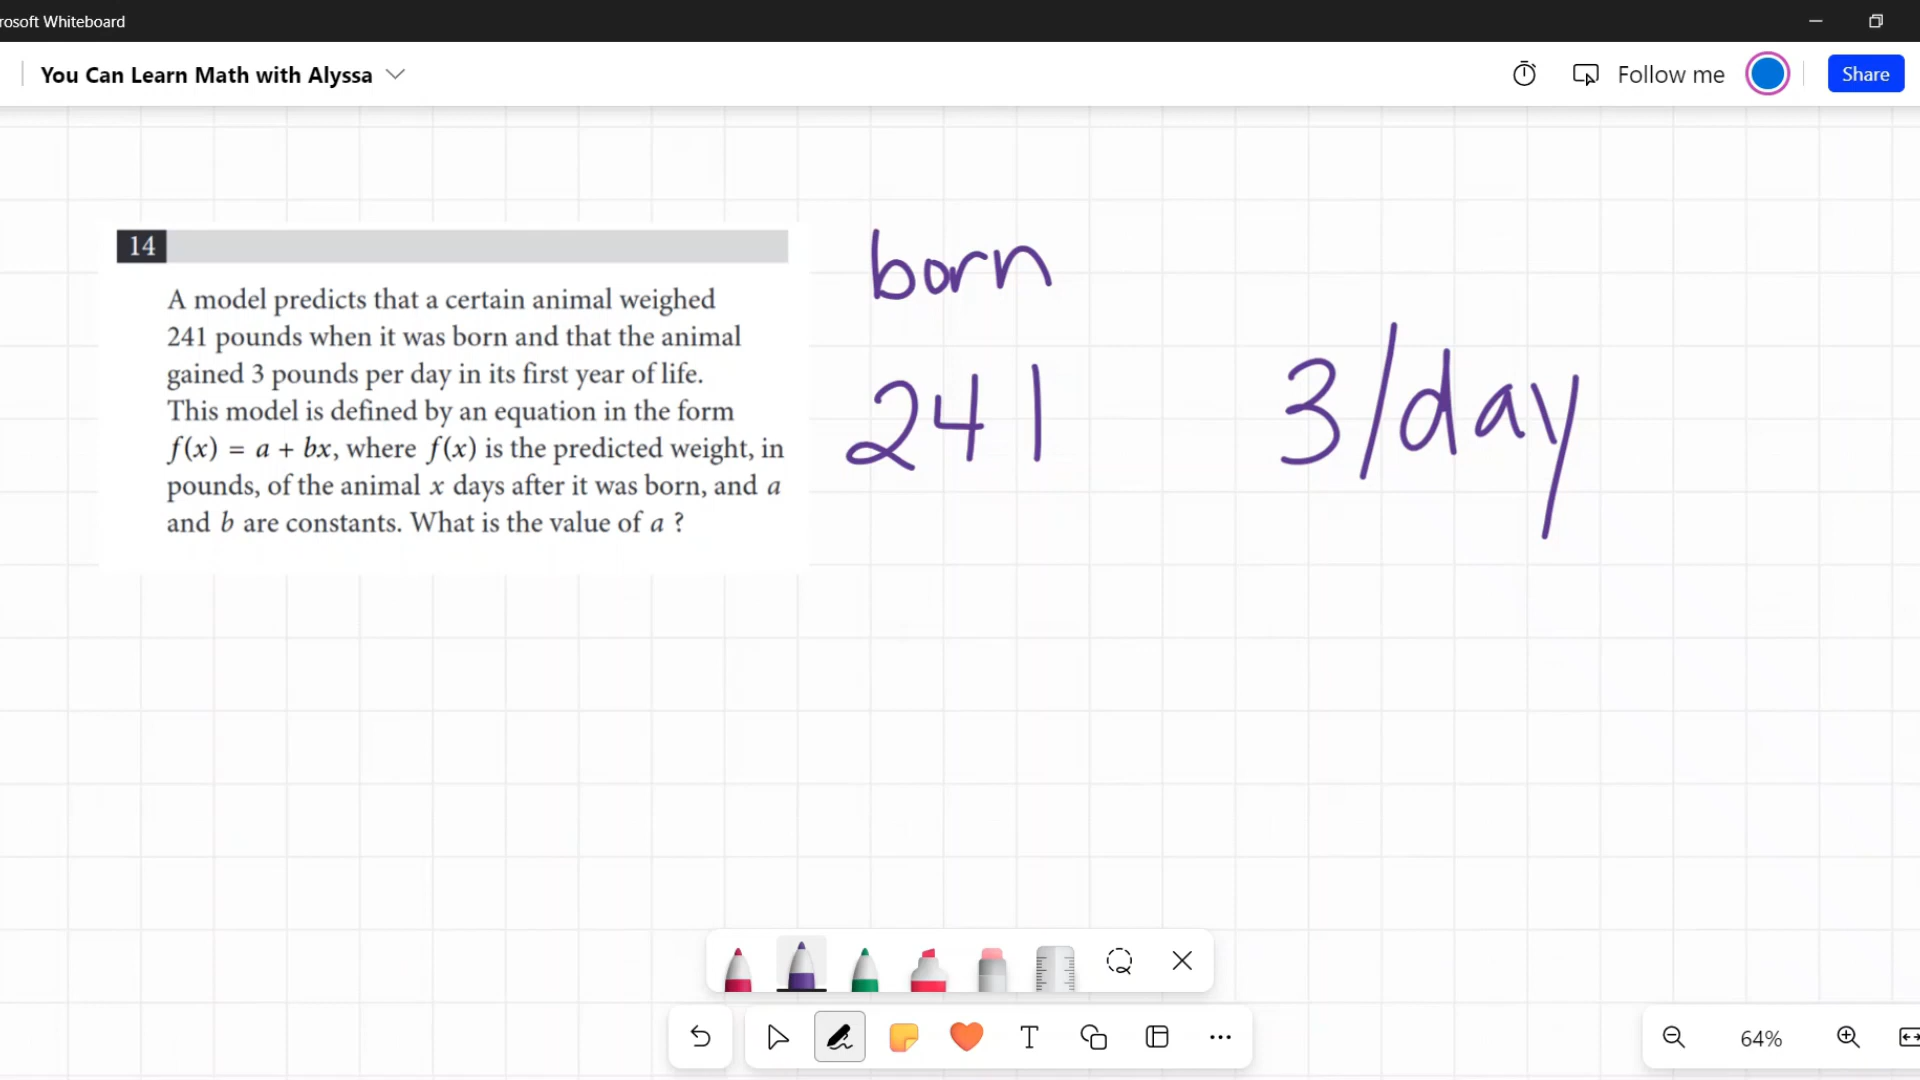 rosoft Whiteboard
You Can Learn Math with Alyssa
Follow me
Share
14
A model predicts that a certain animal weighed
241 pounds when it was born and that the animal
gained 3 pounds per day in its first year of life.
This model is defined by an equation in the form
f(x) = a + bx, where f(x) is the predicted weight, in
pounds, of the animal x days after it was born, and a
and b are constants. What is the value of a ?
born
241
3/day
64%